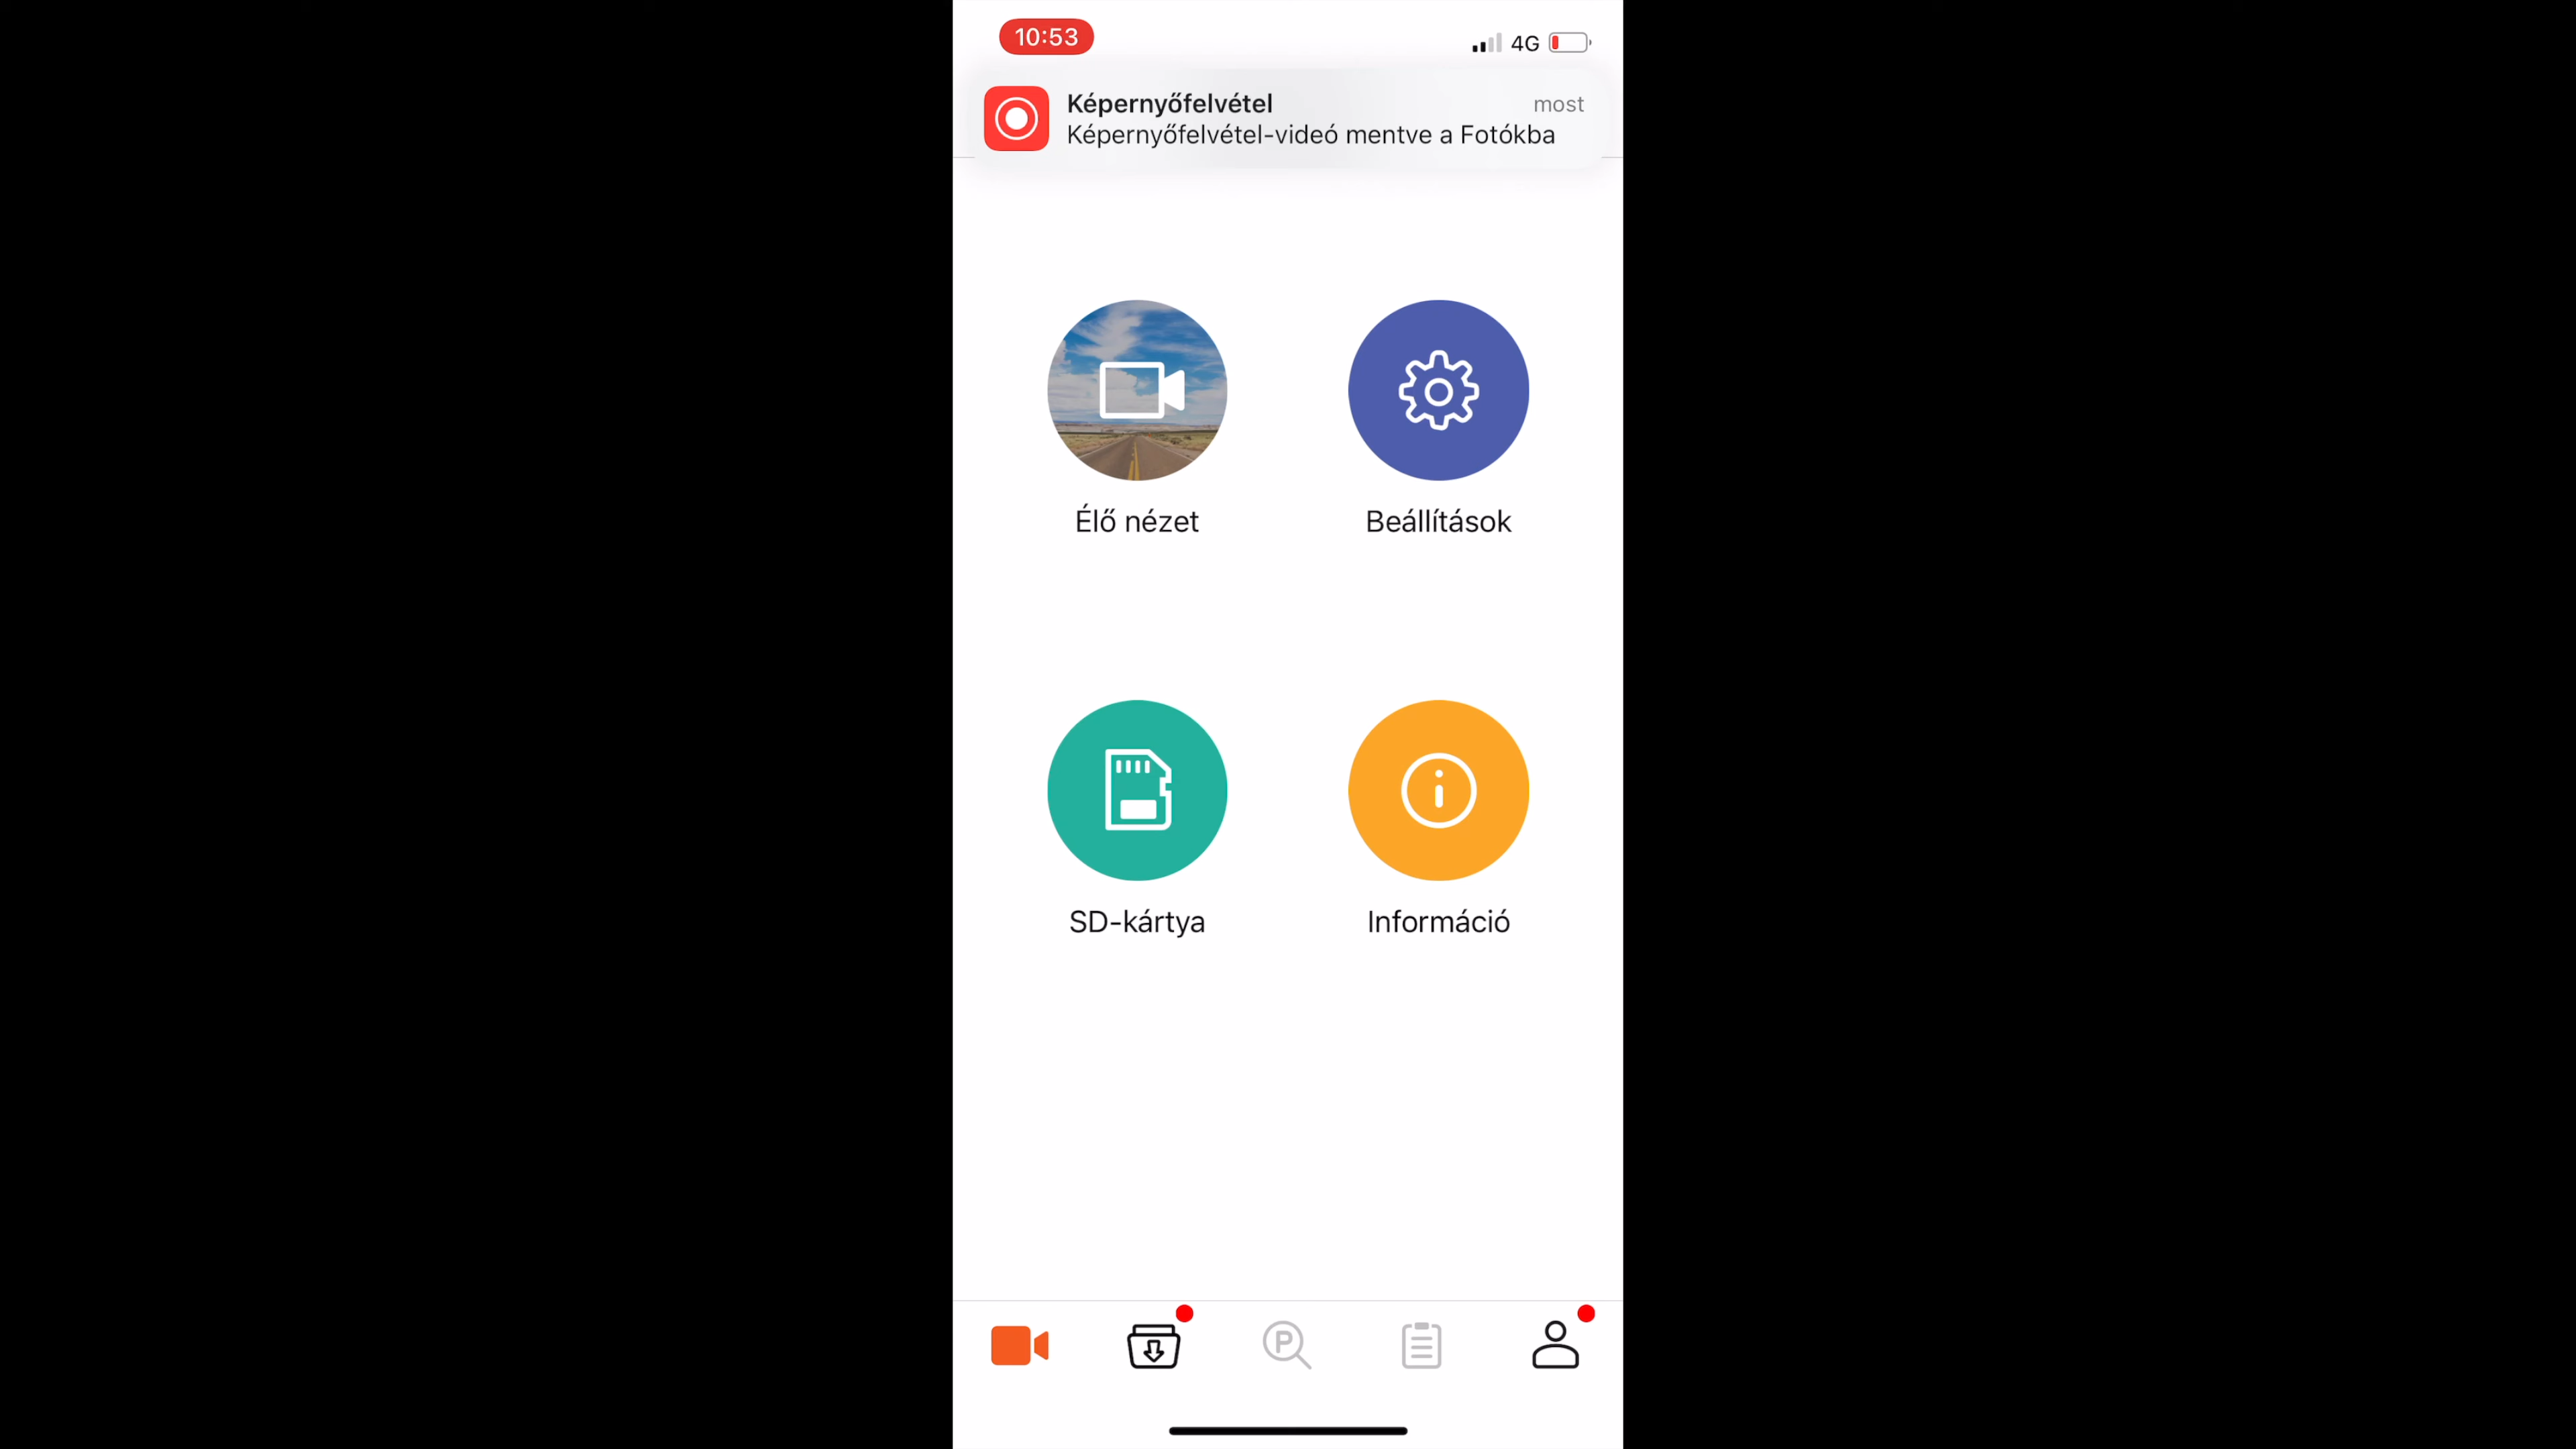 10:53
4G
Képernyőfelvétel
most
Képernyőfelvétel-videó mentve a Fotókba
Élő nézet
Beállítások
SD-kártya
Információ
P